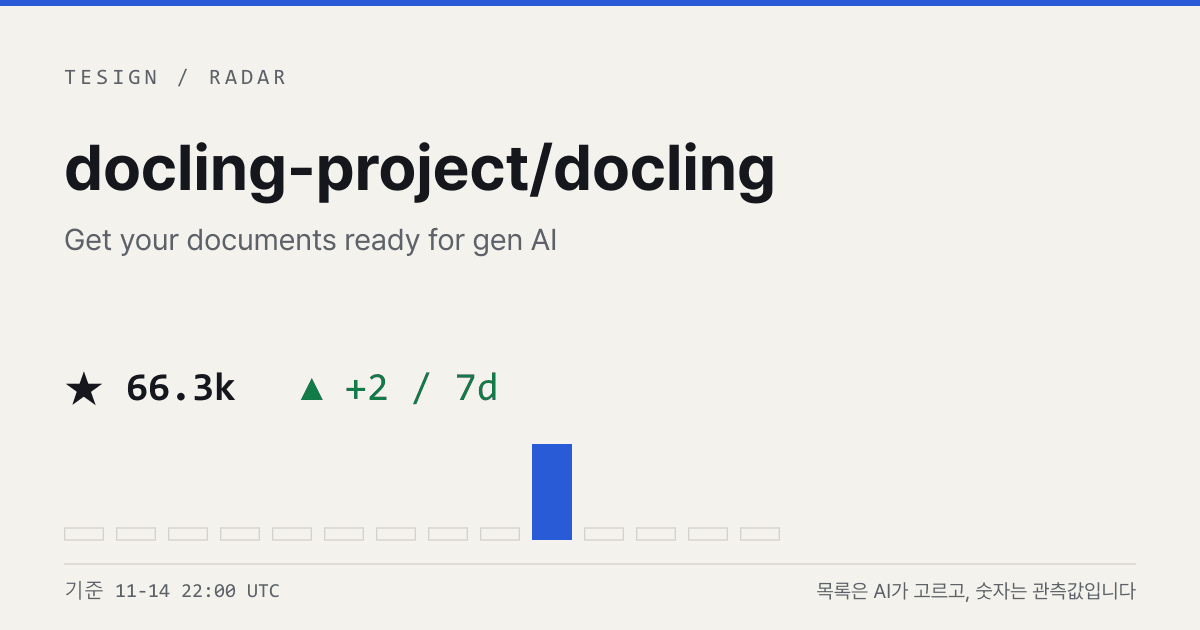 TESIGN / RADAR
docling-project/docling
Get your documents ready for gen AI
★ 66.3k ▲ +2 / 7d
기준 11-14 22:00 UTC
목록은 AI가 고르고, 숫자는 관측값입니다